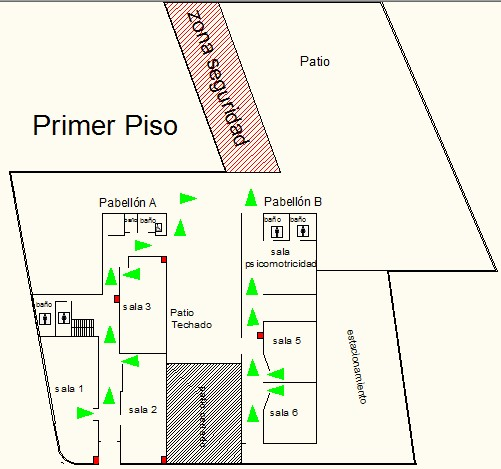 zona seguridad
Patio
Primer Piso
Pabellón A
Pabellón B
baño
baño
baño
baño
sala
psicomotricidad
baño
sala 3
Patio
Techado
sala 5
estacionamiento
sala 1
sala 2
sala 6